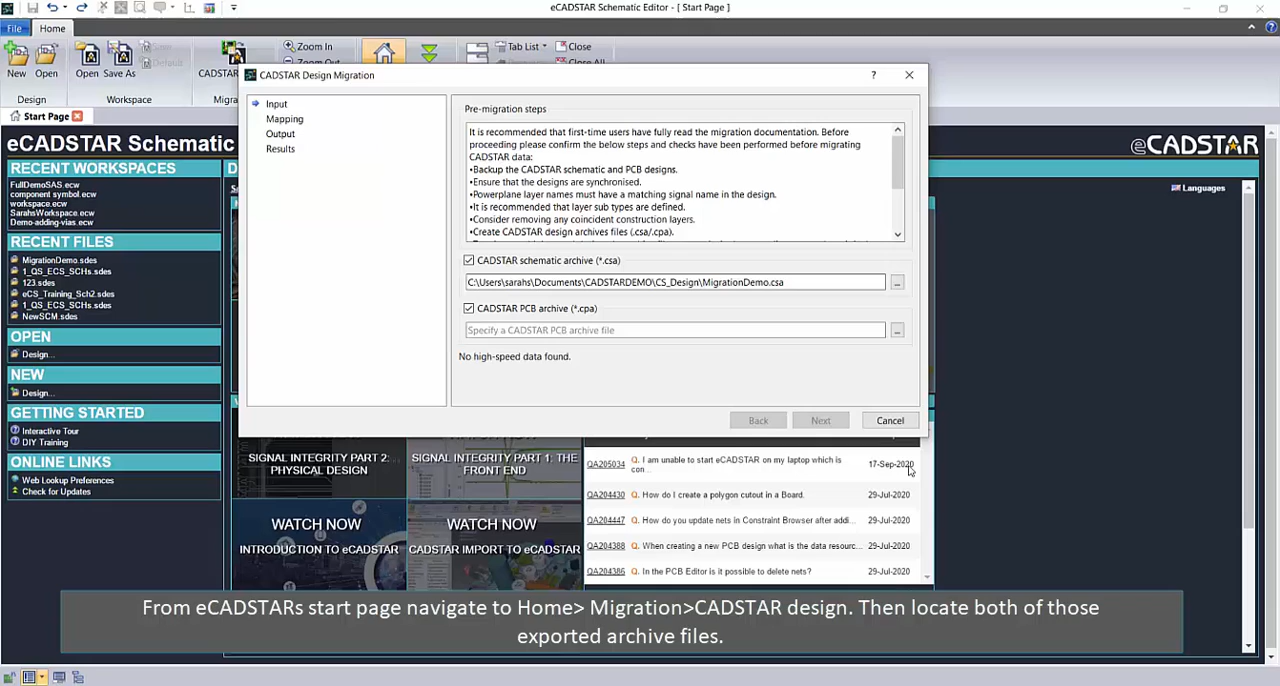 eCADSTAR Schematic Editor - [ Start Page ]
File
Home
New
Open
Design
Open
Save As
Save
Default
Workspace
CADSTAR
Migra
Zoom In
Zoom Out
Tab List
Close
Close All
Start Page
eCADSTAR Schematic
eCADSTAR
Languages
RECENT WORKSPACES
FullDemoSAS.ecw
component symbol.ecw
workspace.ecw
SarahsWorkspace.ecw
Demo-adding-vias.ecw
RECENT FILES
MigrationDemo.sdes
1_QS_ECS_SCHs.sdes
123.sdes
eCS_Training_Sch2.sdes
1_QS_ECS_SCHs.sdes
NewSCM.sdes
OPEN
Design...
NEW
Design...
GETTING STARTED
Interactive Tour
DIY Training
ONLINE LINKS
Web Lookup Preferences
Check for Updates
CADSTAR Design Migration
?
Input
Mapping
Output
Results
Pre-migration steps
It is recommended that first-time users have fully read the migration documentation. Before
proceeding please confirm the below steps and checks have been performed before migrating
CADSTAR data:
•Backup the CADSTAR schematic and PCB designs.
•Ensure that the designs are synchronised.
•Powerplane layer names must have a matching signal name in the design.
•It is recommended that layer sub types are defined.
•Consider removing any coincident construction layers.
•Create CADSTAR design archives files (.csa/.cpa).
CADSTAR schematic archive (*.csa)
C:\Users\sarahs\Documents\CADSTARDEMO\CS_Design\MigrationDemo.csa
...
CADSTAR PCB archive (*.cpa)
Specify a CADSTAR PCB archive file
...
No high-speed data found.
Back
Next
Cancel
SIGNAL INTEGRITY PART 2:
PHYSICAL DESIGN
SIGNAL INTEGRITY PART 1: THE
FRONT END
WATCH NOW
INTRODUCTION TO eCADSTAR
WATCH NOW
CADSTAR IMPORT TO eCADSTAR
QA205034 Q. I am unable to start eCADSTAR on my laptop which is
con... 17-Sep-2020
QA204430 Q. How do I create a polygon cutout in a Board. 29-Jul-2020
QA204447 Q. How do you update nets in Constraint Browser after addi... 29-Jul-2020
QA204388 Q. When creating a new PCB design what is the data resourc... 29-Jul-2020
QA204386 Q. In the PCB Editor is it possible to delete nets? 29-Jul-2020
From eCADSTARs start page navigate to Home> Migration>CADSTAR design. Then locate both of those
exported archive files.